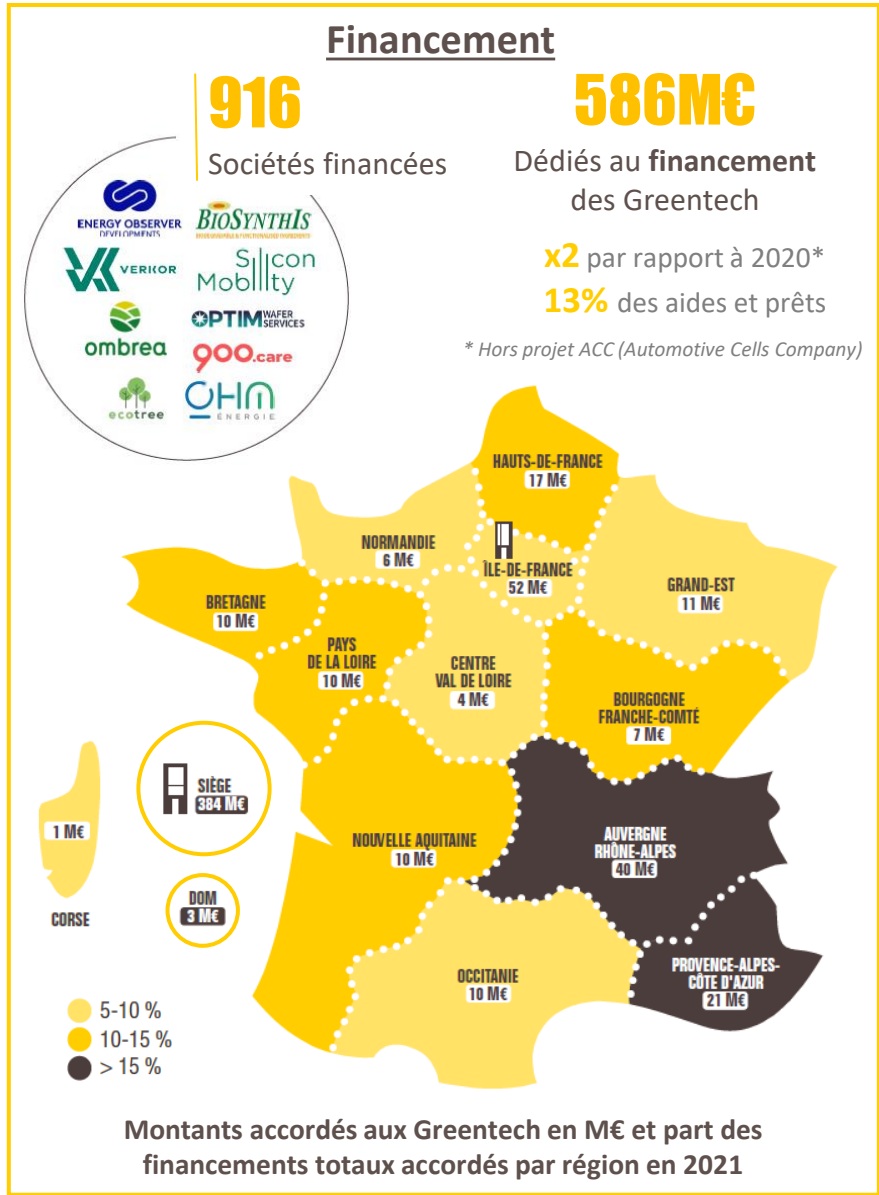 Financement
916
Sociétés financées
586M€
Dédiés au financement
des Greentech
x2 par rapport à 2020*
13% des aides et prêts
* Hors projet ACC (Automotive Cells Company)
ENERGY OBSERVER
DEVELOPMENTS
BIOSYNTHIS
VERKOR
Silicon
Mobility
ombrea
OPTIM WAFER
SERVICES
900.care
ecotree
OHM
ÉNERGIE
HAUTS-DE-FRANCE
17 M€
NORMANDIE
6 M€
ÎLE-DE-FRANCE
52 M€
GRAND-EST
11 M€
BRETAGNE
10 M€
PAYS
DE LA LOIRE
10 M€
CENTRE
VAL DE LOIRE
4 M€
BOURGOGNE
FRANCHE-COMTÉ
7 M€
SIÈGE
384 M€
1 M€
CORSE
NOUVELLE AQUITAINE
10 M€
AUVERGNE
RHÔNE-ALPES
40 M€
DOM
3 M€
OCCITANIE
10 M€
PROVENCE-ALPES-
CÔTE D'AZUR
21 M€
5-10 %
10-15 %
> 15 %
Montants accordés aux Greentech en M€ et part des
financements totaux accordés par région en 2021